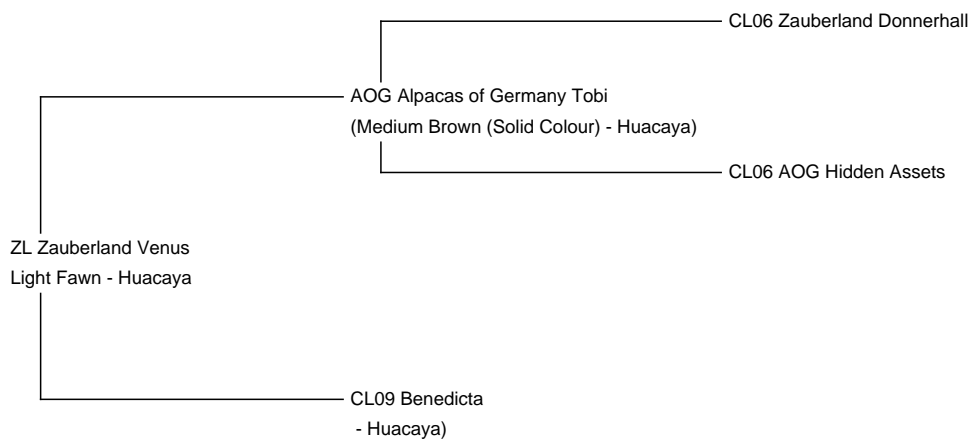 CL06 Zauberland Donnerhall
AOG Alpacas of Germany Tobi
(Medium Brown (Solid Colour) - Huacaya)
CL06 AOG Hidden Assets
ZL Zauberland Venus
Light Fawn - Huacaya
CL09 Benedicta
- Huacaya)